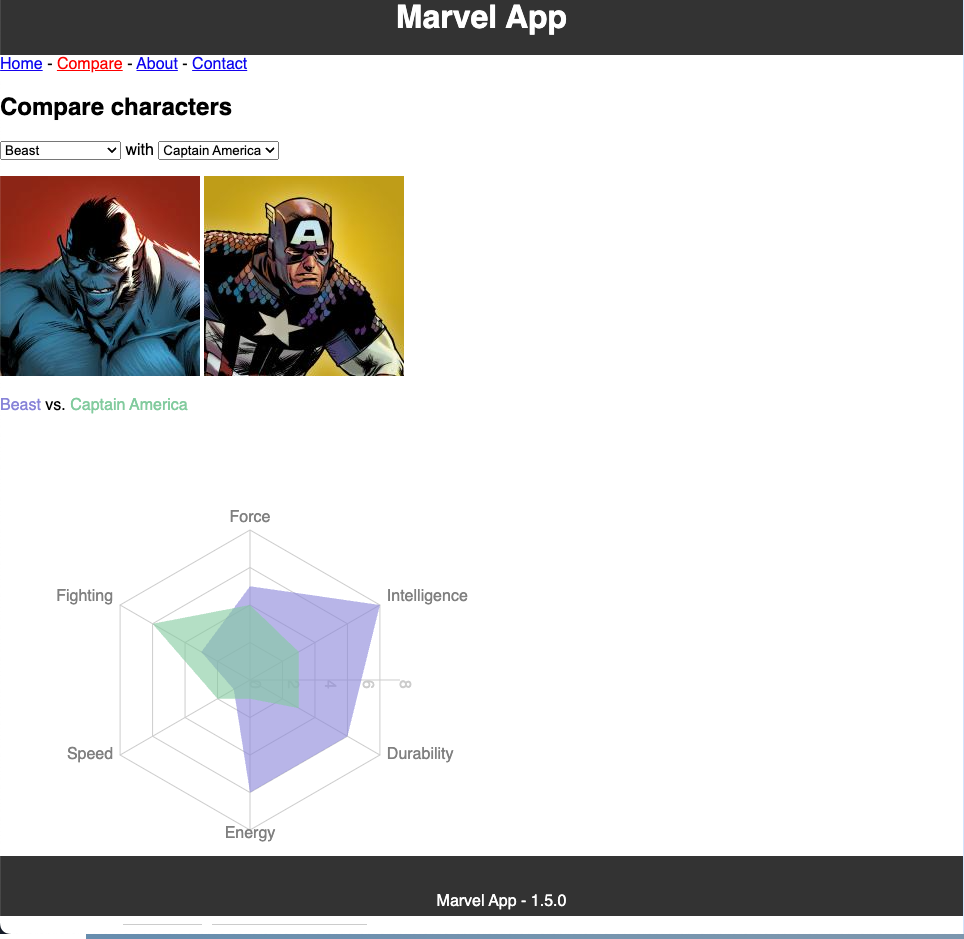 Marvel App
Home - Compare - About - Contact
Compare characters
Beast with Captain America
A
Beast vs. Captain America
Force
Fighting
Intelligence
0 2 4 6 8
Speed
Durability
Energy
Marvel App - 1.5.0